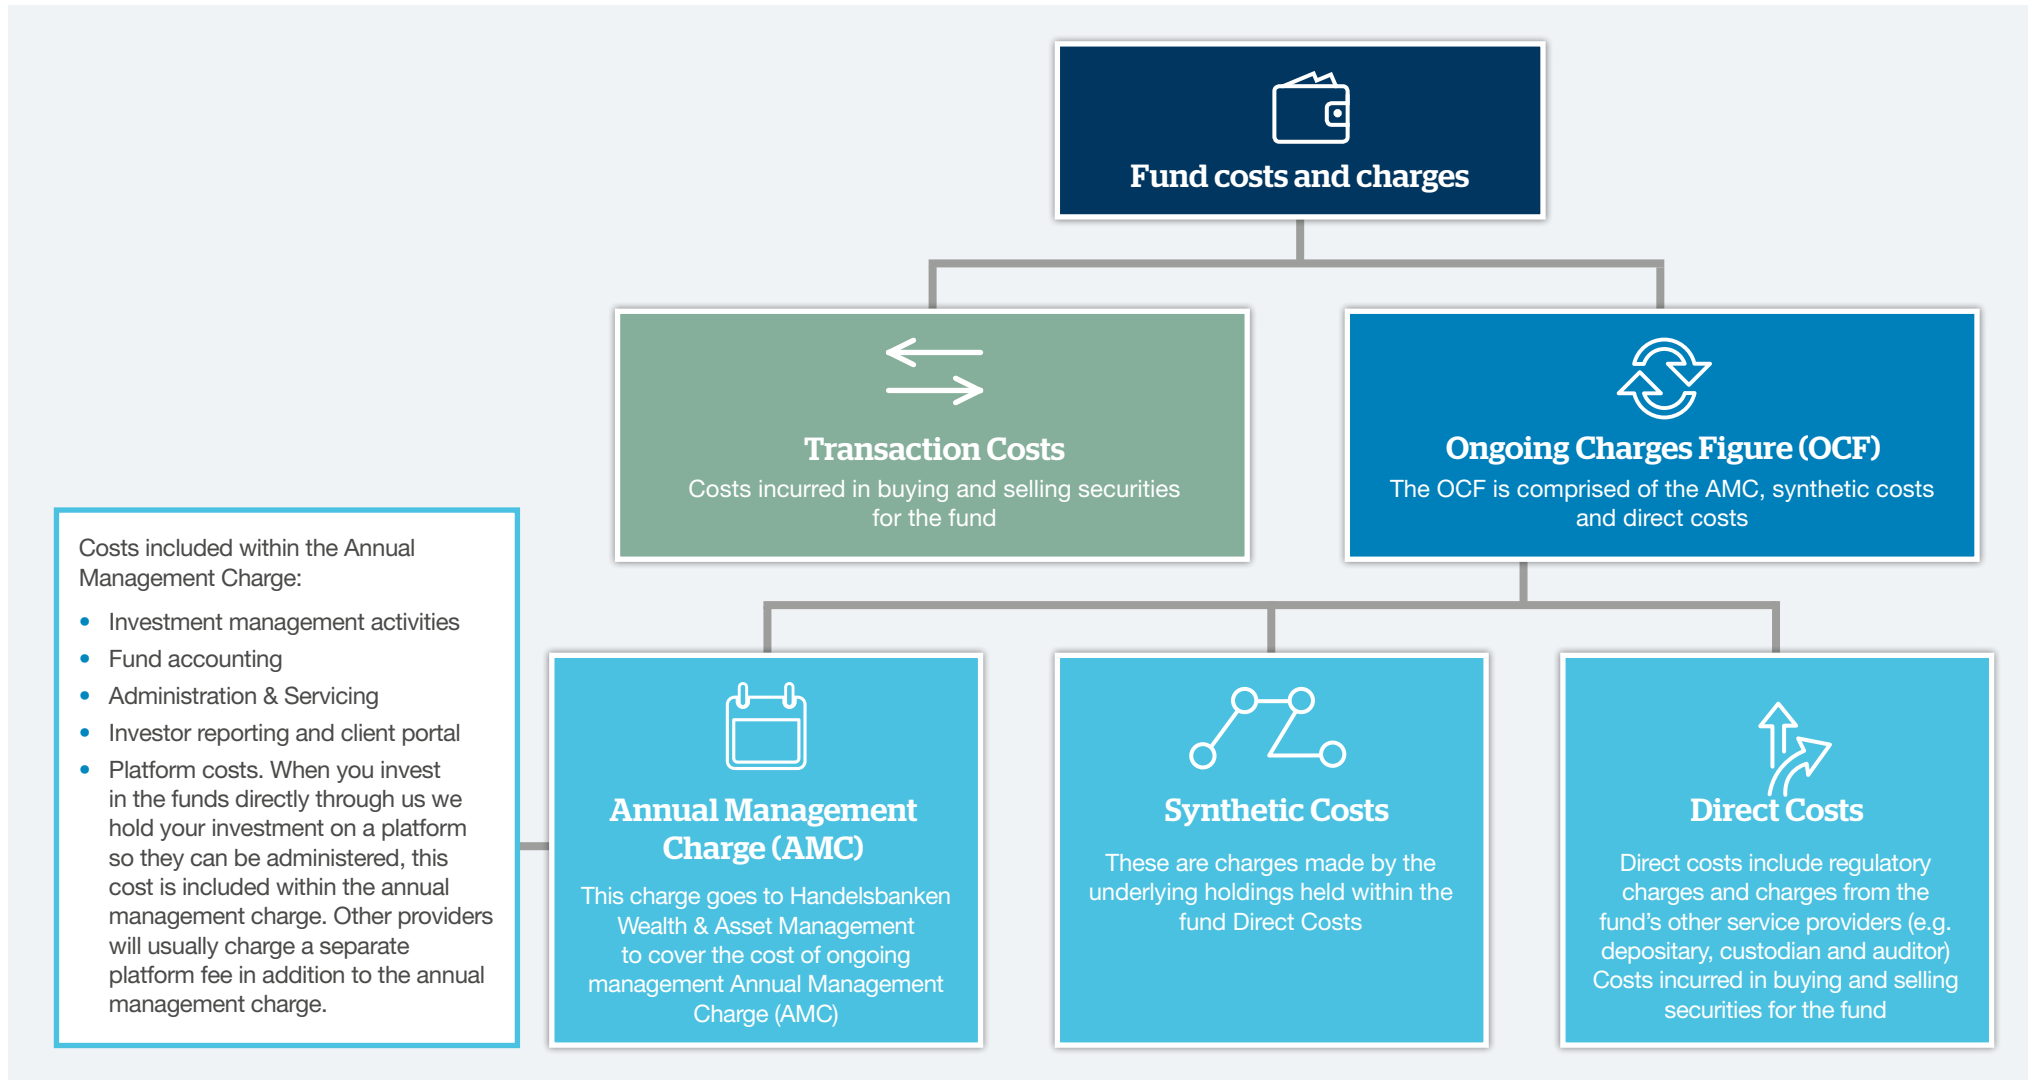 Fund costs and charges
Transaction Costs
Costs incurred in buying and selling securities
for the fund
Ongoing Charges Figure (OCF)
The OCF is comprised of the AMC, synthetic costs
and direct costs
Costs included within the Annual
Management Charge:
• Investment management activities
• Fund accounting
• Administration & Servicing
• Investor reporting and client portal
• Platform costs. When you invest
in the funds directly through us we
hold your investment on a platform
so they can be administered, this
cost is included within the annual
management charge. Other providers
will usually charge a separate
platform fee in addition to the annual
management charge.
Annual Management
Charge (AMC)
This charge goes to Handelsbanken
Wealth & Asset Management
to cover the cost of ongoing
management Annual Management
Charge (AMC)
Synthetic Costs
These are charges made by the
underlying holdings held within the
fund Direct Costs
Direct Costs
Direct costs include regulatory
charges and charges from the
fund's other service providers (e.g.
depositary, custodian and auditor)
Costs incurred in buying and selling
securities for the fund